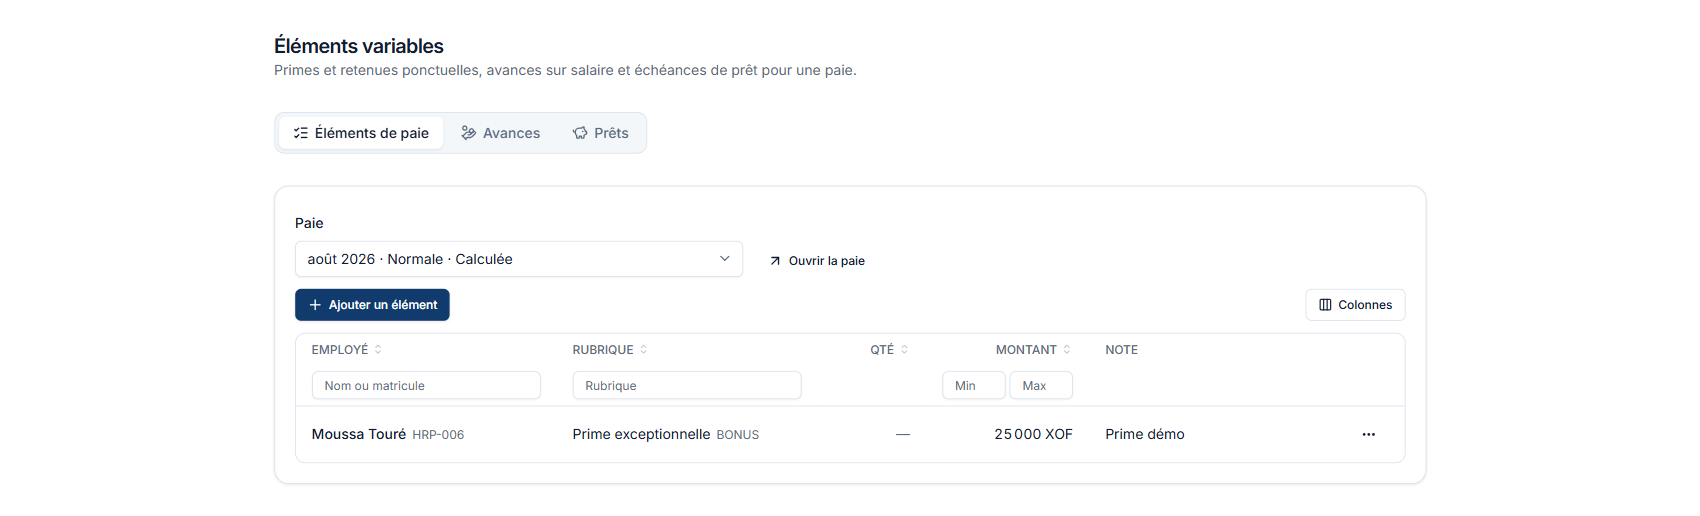 Éléments variables
Primes et retenues ponctuelles, avances sur salaire et échéances de prêt pour une paie.
Éléments de paie Avances Prêts
Paie
août 2026 · Normale · Calculée Ouvrir la paie
Ajouter un élément Colonnes
EMPLOYÉ RUBRIQUE QTÉ MONTANT NOTE
Nom ou matricule Rubrique Min Max
Moussa Touré HRP-006 Prime exceptionnelle BONUS — 25 000 XOF Prime démo